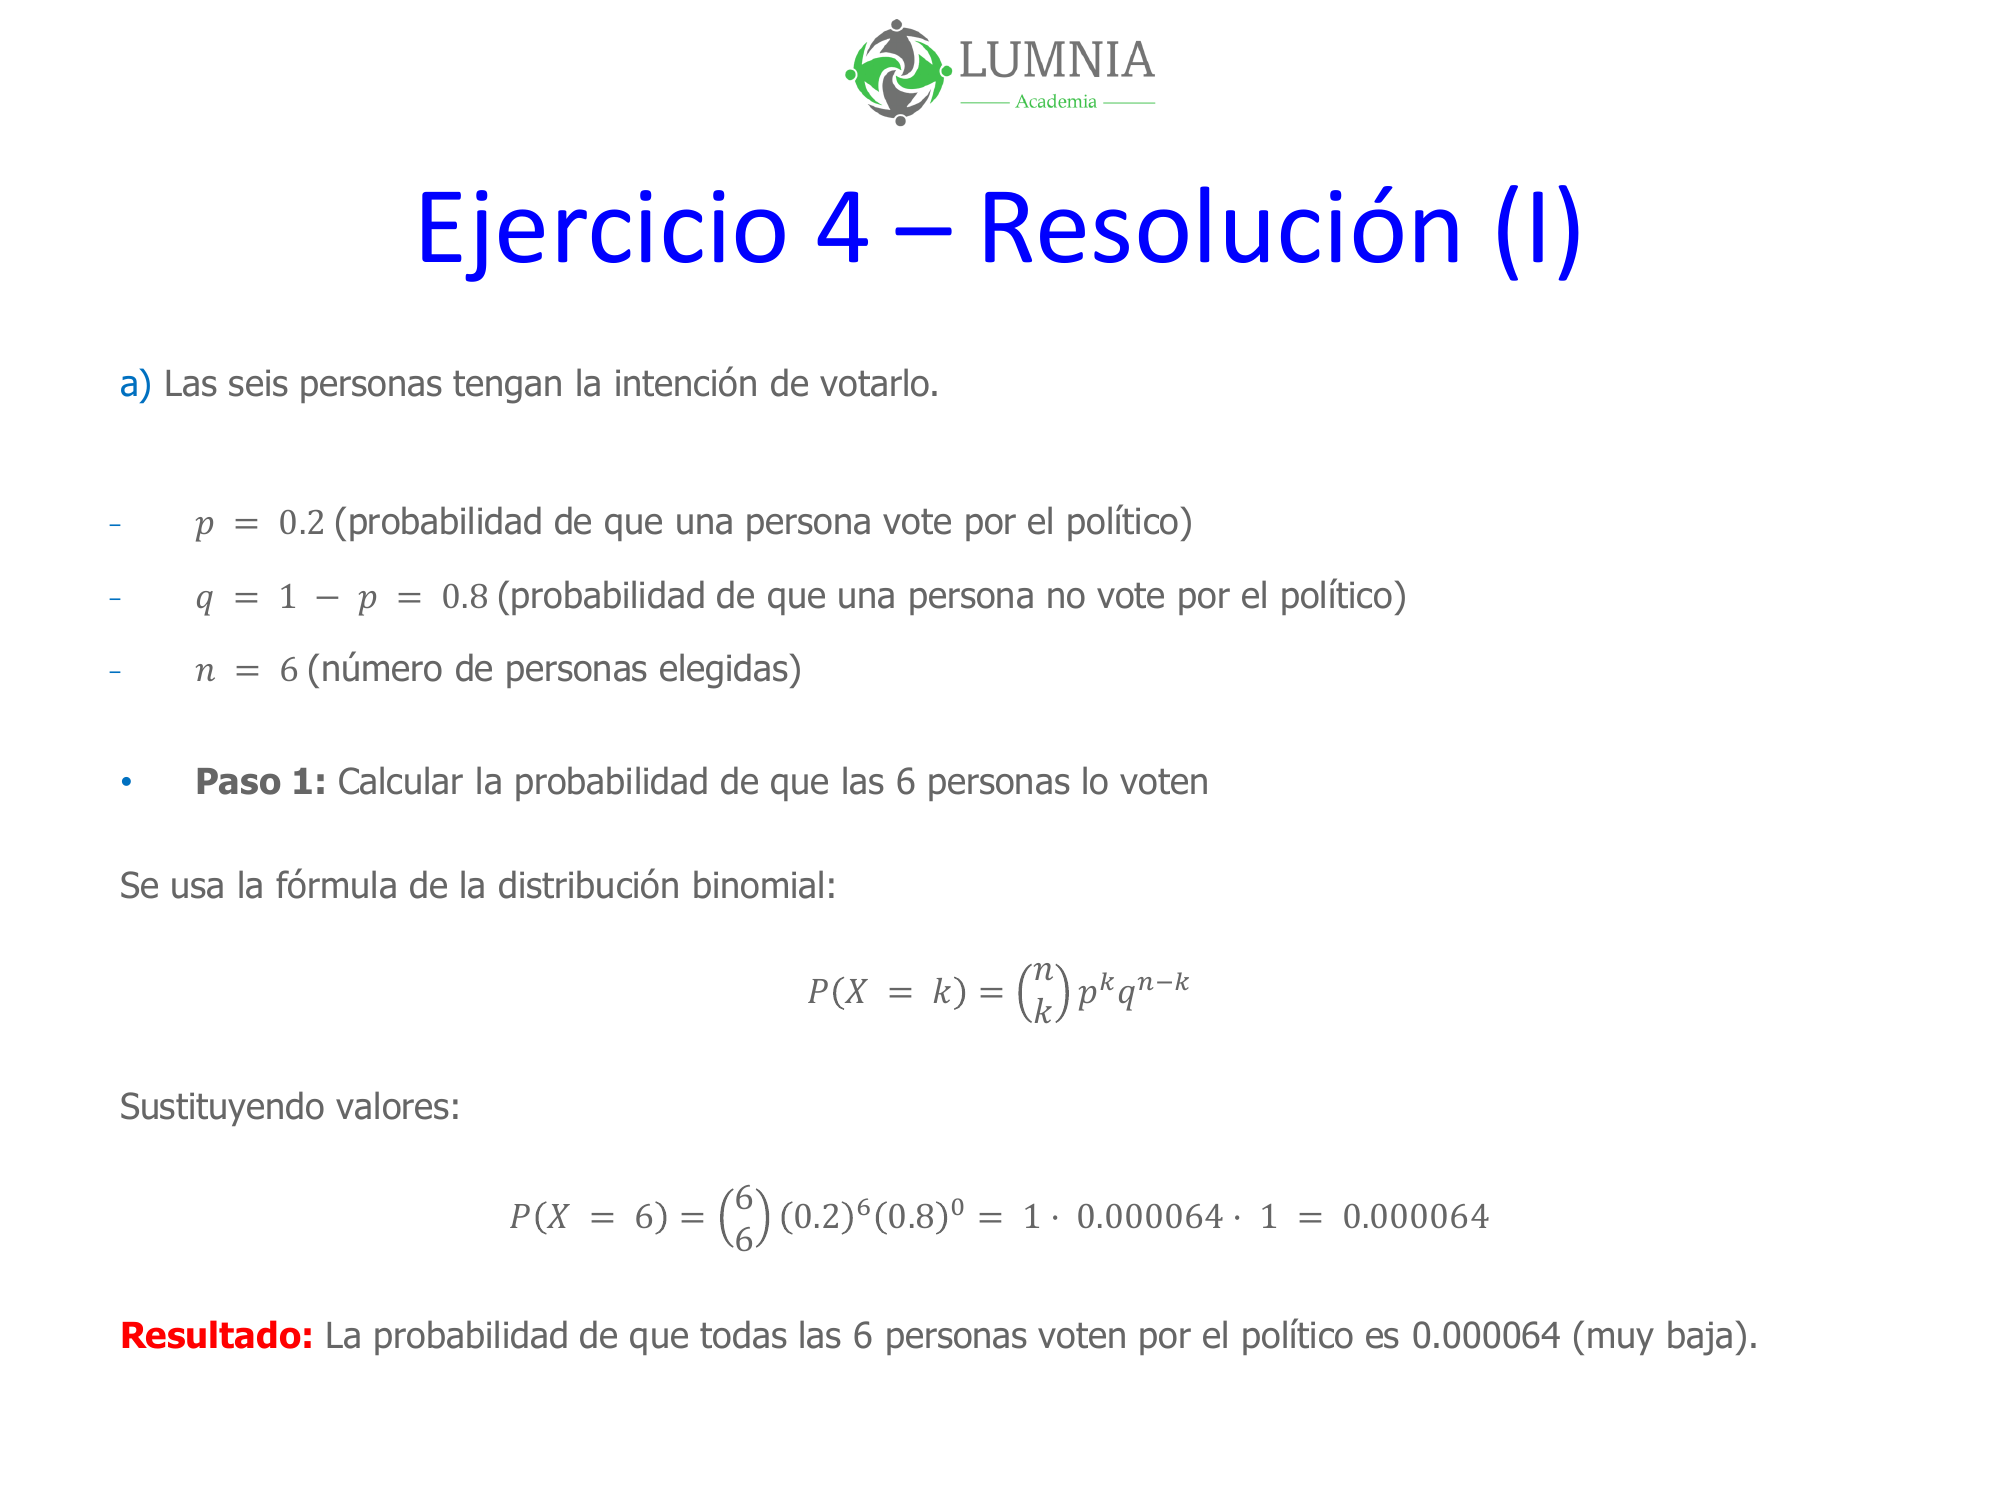 LUMNIA
Academia
Ejercicio 4 – Resolución (I)
a) Las seis personas tengan la intención de votarlo.
– p = 0.2 (probabilidad de que una persona vote por el político)
– q = 1 − p = 0.8 (probabilidad de que una persona no vote por el político)
– n = 6 (número de personas elegidas)
• Paso 1: Calcular la probabilidad de que las 6 personas lo voten
Se usa la fórmula de la distribución binomial:
$P(X = k) = \binom{n}{k} p^k q^{n-k}$
Sustituyendo valores:
$P(X = 6) = \binom{6}{6} (0.2)^6 (0.8)^0 = 1 \cdot 0.000064 \cdot 1 = 0.000064$
Resultado: La probabilidad de que todas las 6 personas voten por el político es 0.000064 (muy baja).